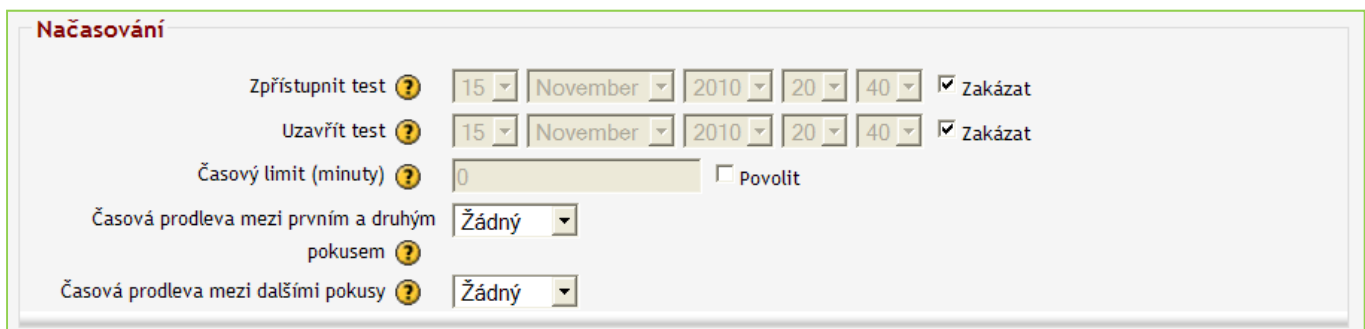 Načasování
Zpřístupnit test ? 15 November 2010 20 40 Zakázat
Uzavřít test ? 15 November 2010 20 40 Zakázat
Časový limit (minuty) ? 0 Povolit
Časová prodleva mezi prvním a druhým Žádný
pokusem ?
Časová prodleva mezi dalšími pokusy ? Žádný